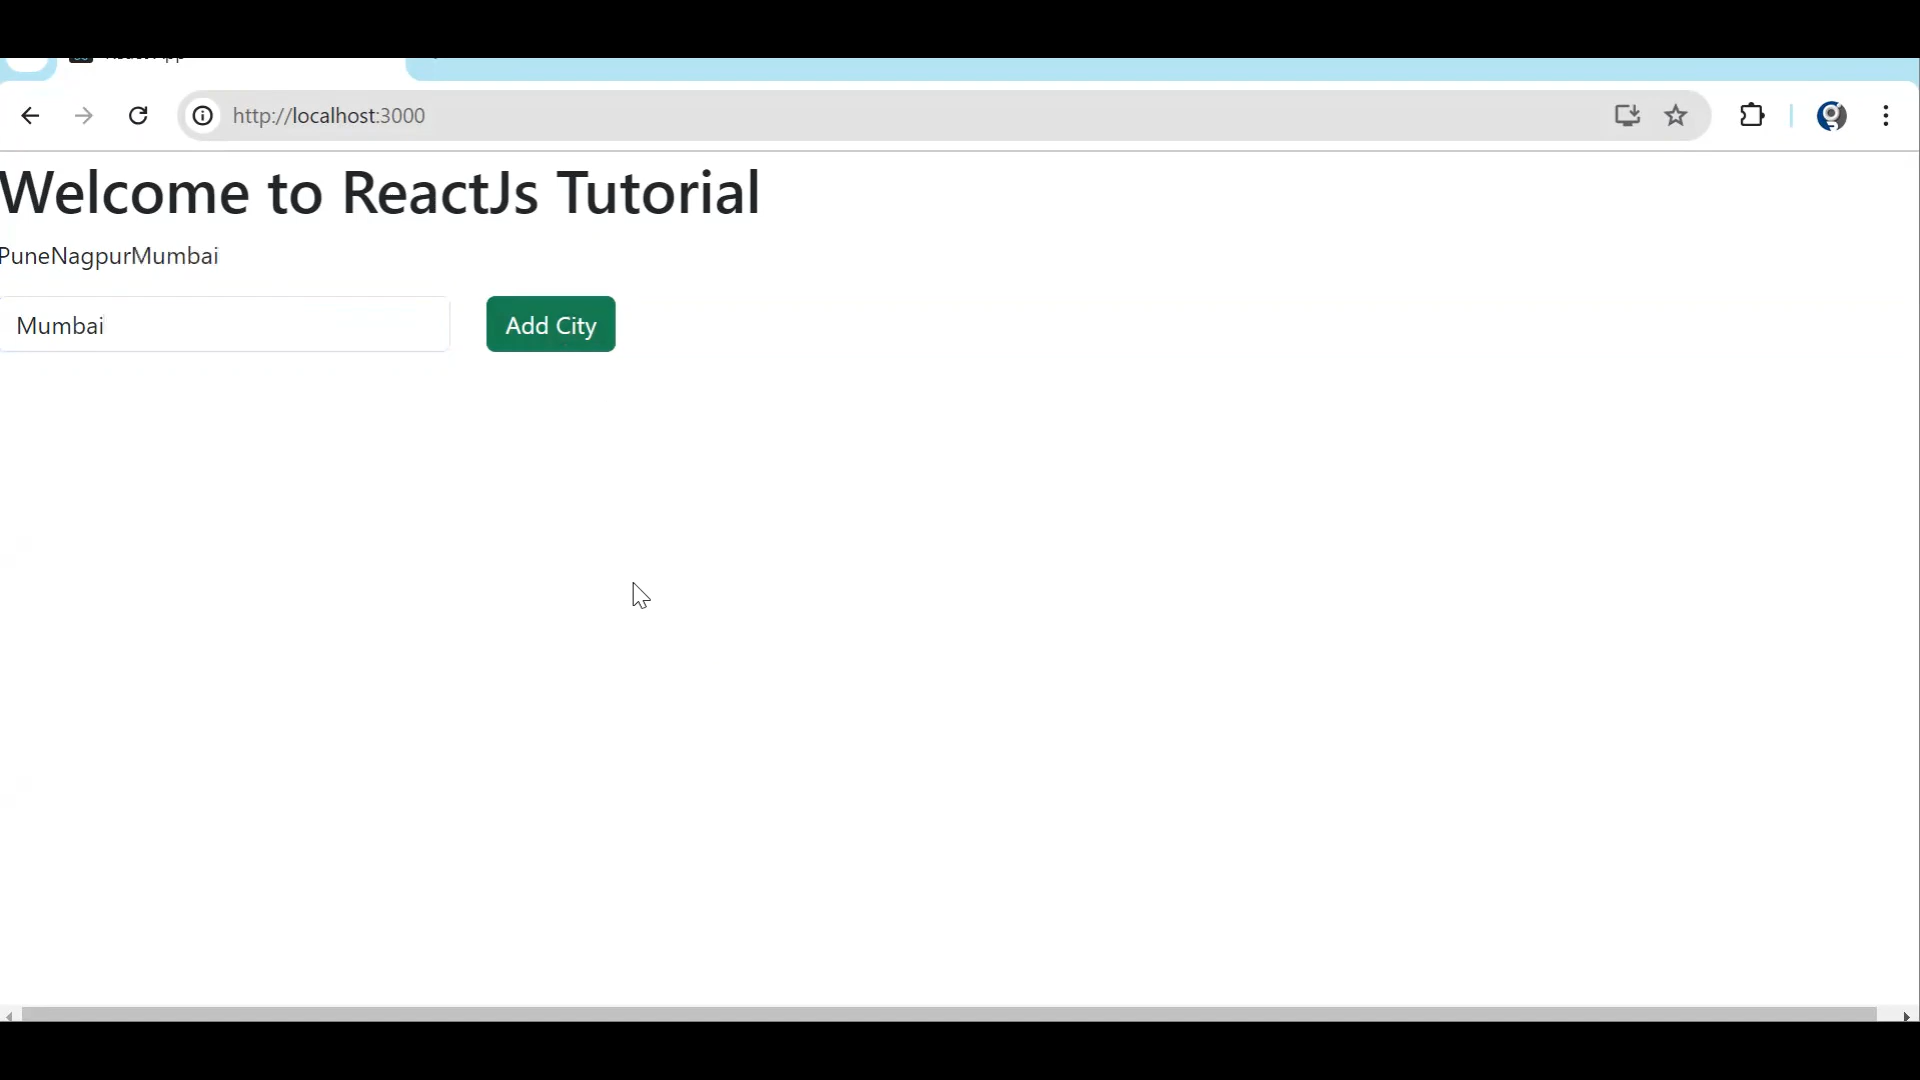 http://localhost:3000
Welcome to ReactJs Tutorial
PuneNagpurMumbai
Mumbai
Add City